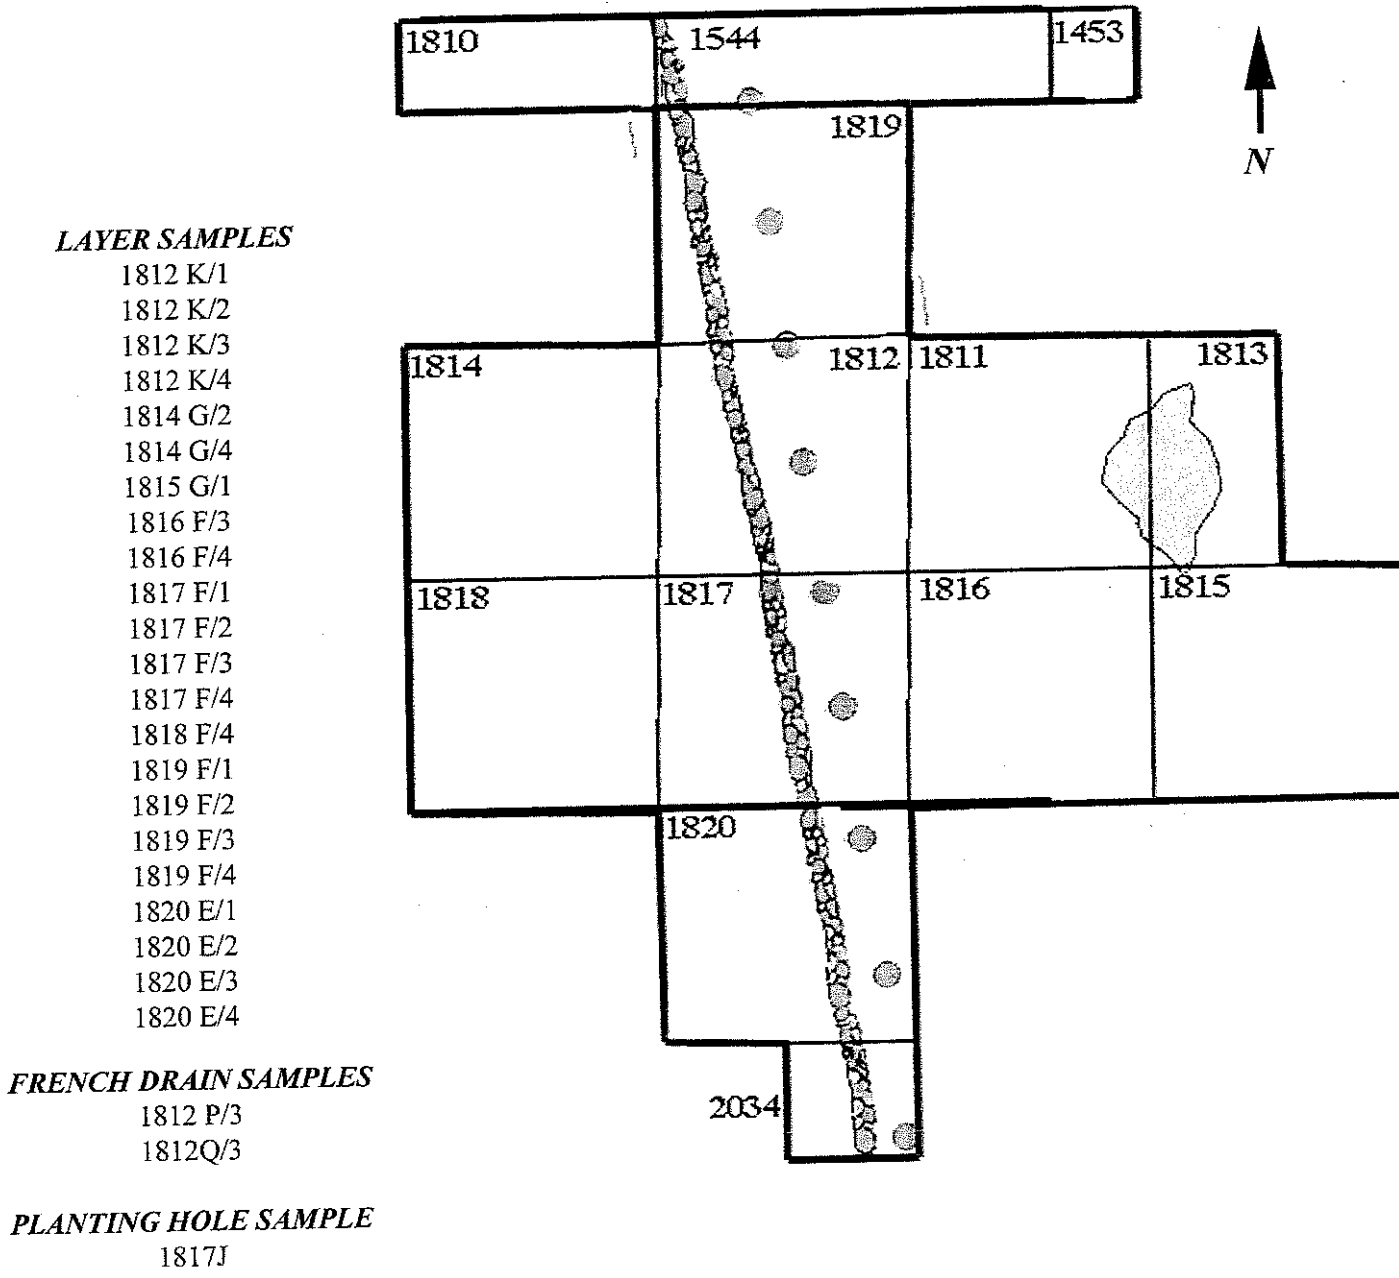 1810
1544
1453
1819
N
LAYER SAMPLES
1812 K/1
1812 K/2
1812 K/3
1812 K/4
1814 G/2
1814 G/4
1815 G/1
1816 F/3
1816 F/4
1817 F/1
1817 F/2
1817 F/3
1817 F/4
1818 F/4
1819 F/1
1819 F/2
1819 F/3
1819 F/4
1820 E/1
1820 E/2
1820 E/3
1820 E/4
FRENCH DRAIN SAMPLES
1812 P/3
1812Q/3
PLANTING HOLE SAMPLE
1817J
1814
1812
1811
1813
1818
1817
1816
1815
1820
2034